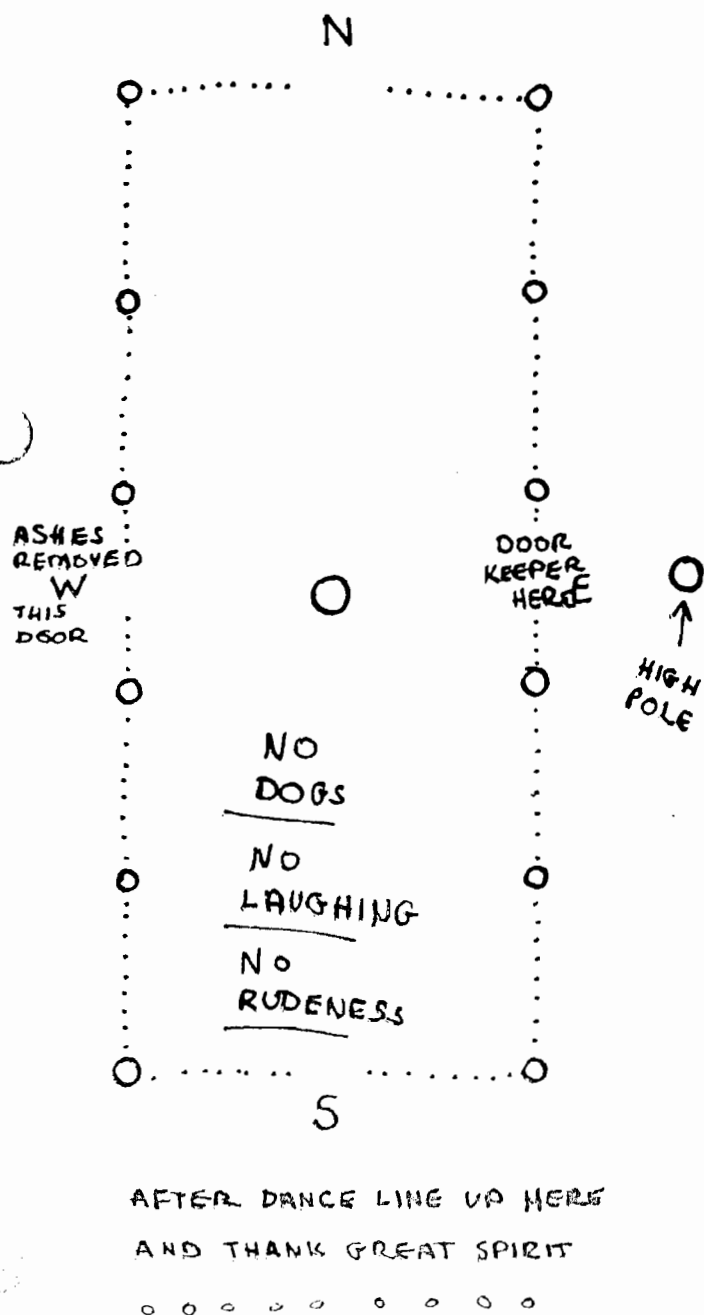 N
ASHES
REMOVED
W
THIS
DOOR
DOOR
KEEPER
HERE
E
HIGH
POLE
NO
DOGS
NO
LAUGHING
NO
RUDENESS
S
AFTER DANCE LINE UP HERE
AND THANK GREAT SPIRIT